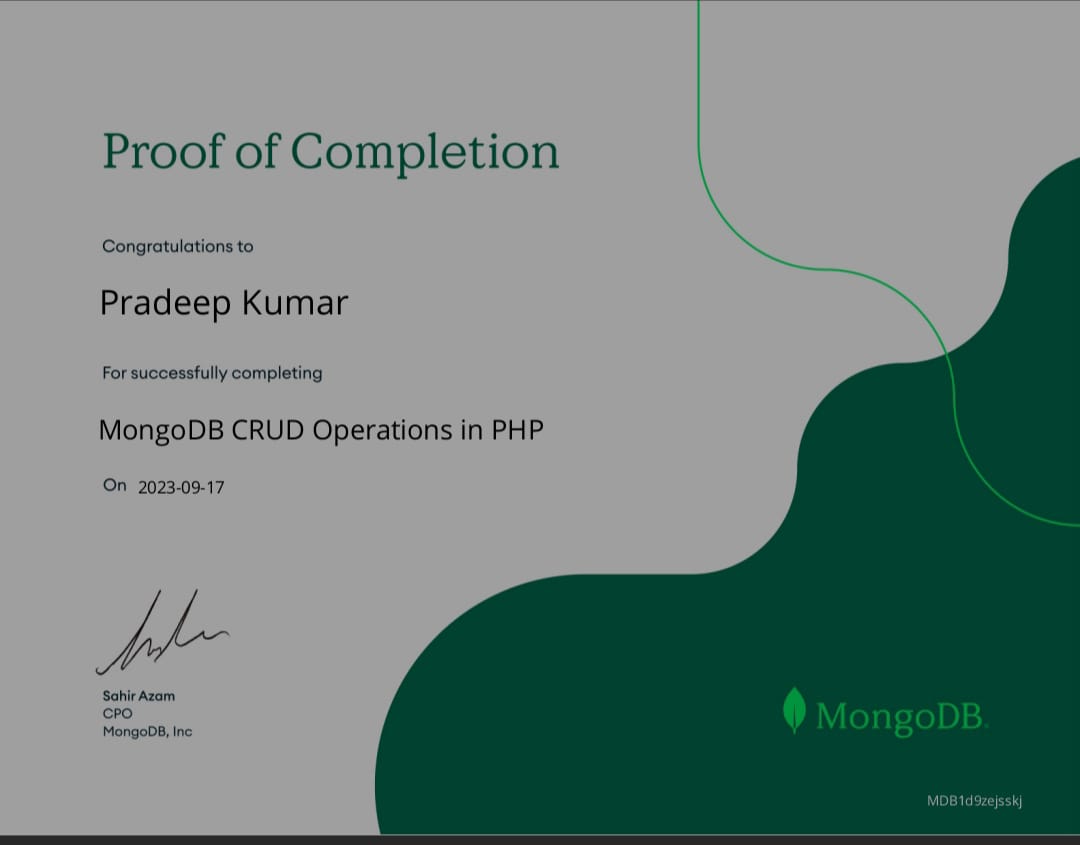 Proof of Completion
Congratulations to
Pradeep Kumar
For successfully completing
MongoDB CRUD Operations in PHP
On 2023-09-17
Sahir Azam
CPO
MongoDB, Inc
MongoDB.
MDB1d9zejsskj